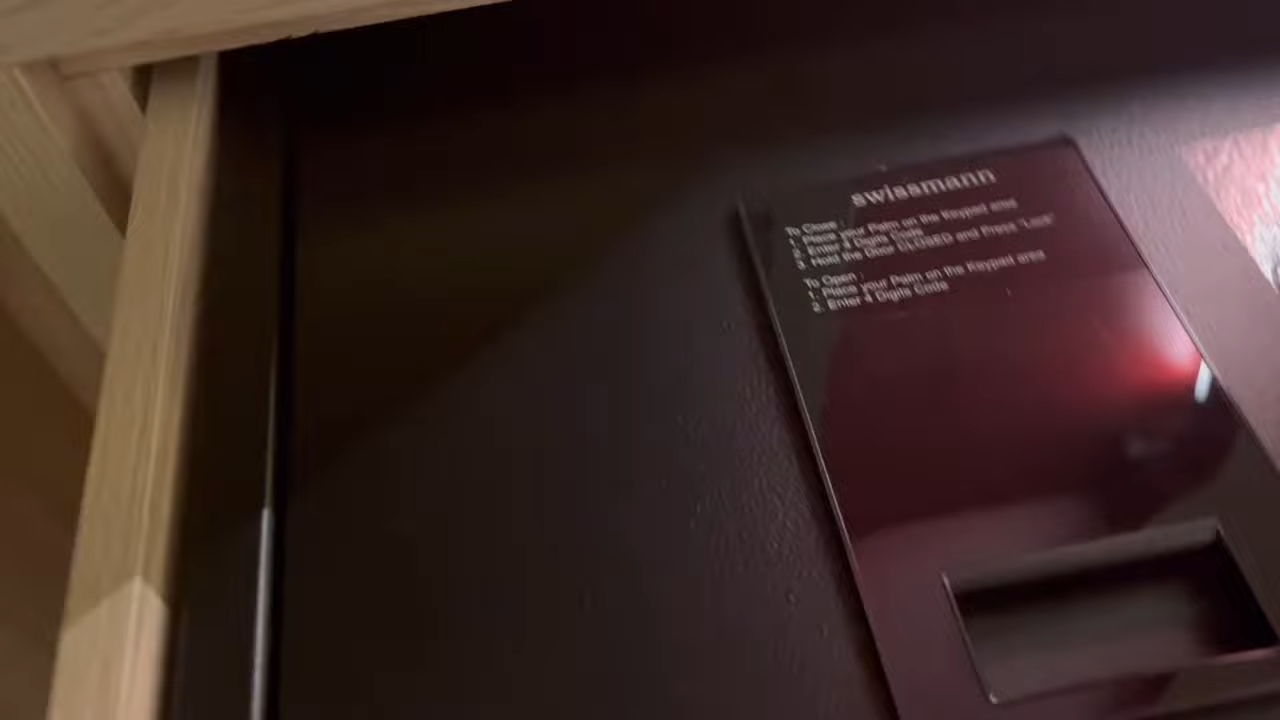 swissmann
To Close :
1. Place your Palm on the Keypad area
2. Enter 4 Digits Code
3. Hold the Door CLOSED and Press "Lock"
To Open :
1. Place your Palm on the Keypad area
2. Enter 4 Digits Code